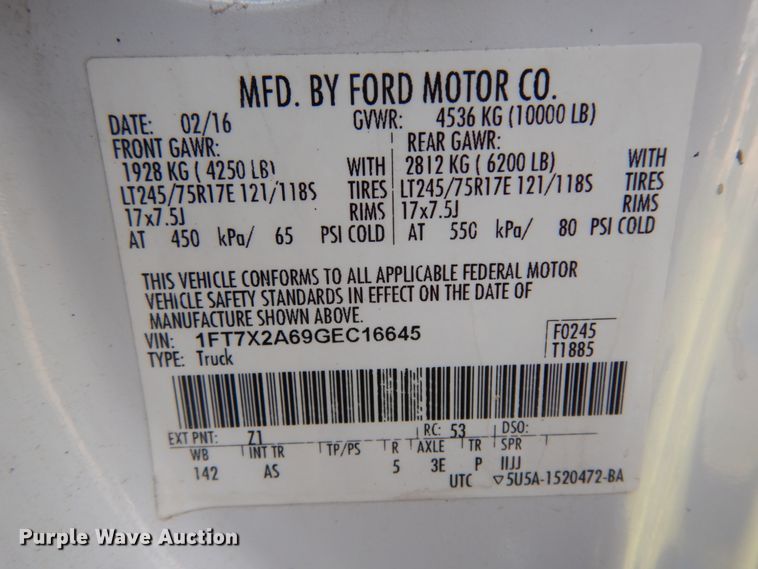 MFD. BY FORD MOTOR CO.
DATE: 02/16 GVWR: 4536 KG (10000 LB)
FRONT GAWR: REAR GAWR:
1928 KG ( 4250 LB) WITH 2812 KG ( 6200 LB) WITH
LT245/75R17E 121/118S TIRES LT245/75R17E 121/118S TIRES
17x7.5J RIMS 17x7.5J RIMS
AT 450 kPa/ 65 PSI COLD AT 550 kPa/ 80 PSI COLD
THIS VEHICLE CONFORMS TO ALL APPLICABLE FEDERAL MOTOR
VEHICLE SAFETY STANDARDS IN EFFECT ON THE DATE OF
MANUFACTURE SHOWN ABOVE.
VIN: 1FT7X2A69GEC16645 F0245
TYPE: Truck T1885
EXT PNT: Z1 RC: 53 DSO:
WB INT TR TP/PS R AXLE TR SPR
142 AS 5 3E P IIJJ
UTC ▽5U5A-1520472-BA
Purple Wave Auction